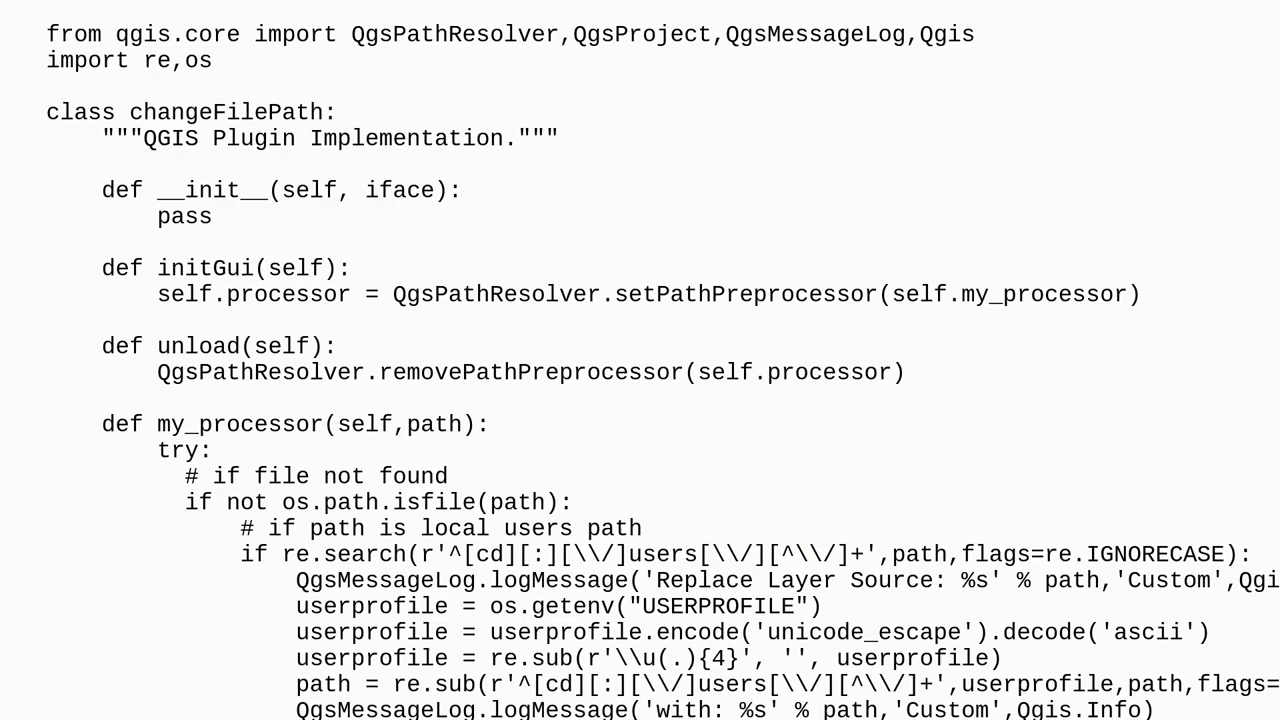 from qgis.core import QgsPathResolver,QgsProject,QgsMessageLog,Qgis
import re,os
class changeFilePath:
"""QGIS Plugin Implementation."""
def __init__(self, iface):
pass
def initGui(self):
self.processor = QgsPathResolver.setPathPreprocessor(self.my_processor)
def unload(self):
QgsPathResolver.removePathPreprocessor(self.processor)
def my_processor(self,path):
try:
# if file not found
if not os.path.isfile(path):
# if path is local users path
if re.search(r'^[cd][:][\\/]users[\\/][^\\/]+',path,flags=re.IGNORECASE):
QgsMessageLog.logMessage('Replace Layer Source: %s' % path,'Custom',Qgi
userprofile = os.getenv("USERPROFILE")
userprofile = userprofile.encode('unicode_escape').decode('ascii')
userprofile = re.sub(r'\\u(.){4}', '', userprofile)
path = re.sub(r'^[cd][:][\\/]users[\\/][^\\/]+',userprofile,path,flags=
QgsMessageLog.logMessage('with: %s' % path,'Custom',Qgis.Info)